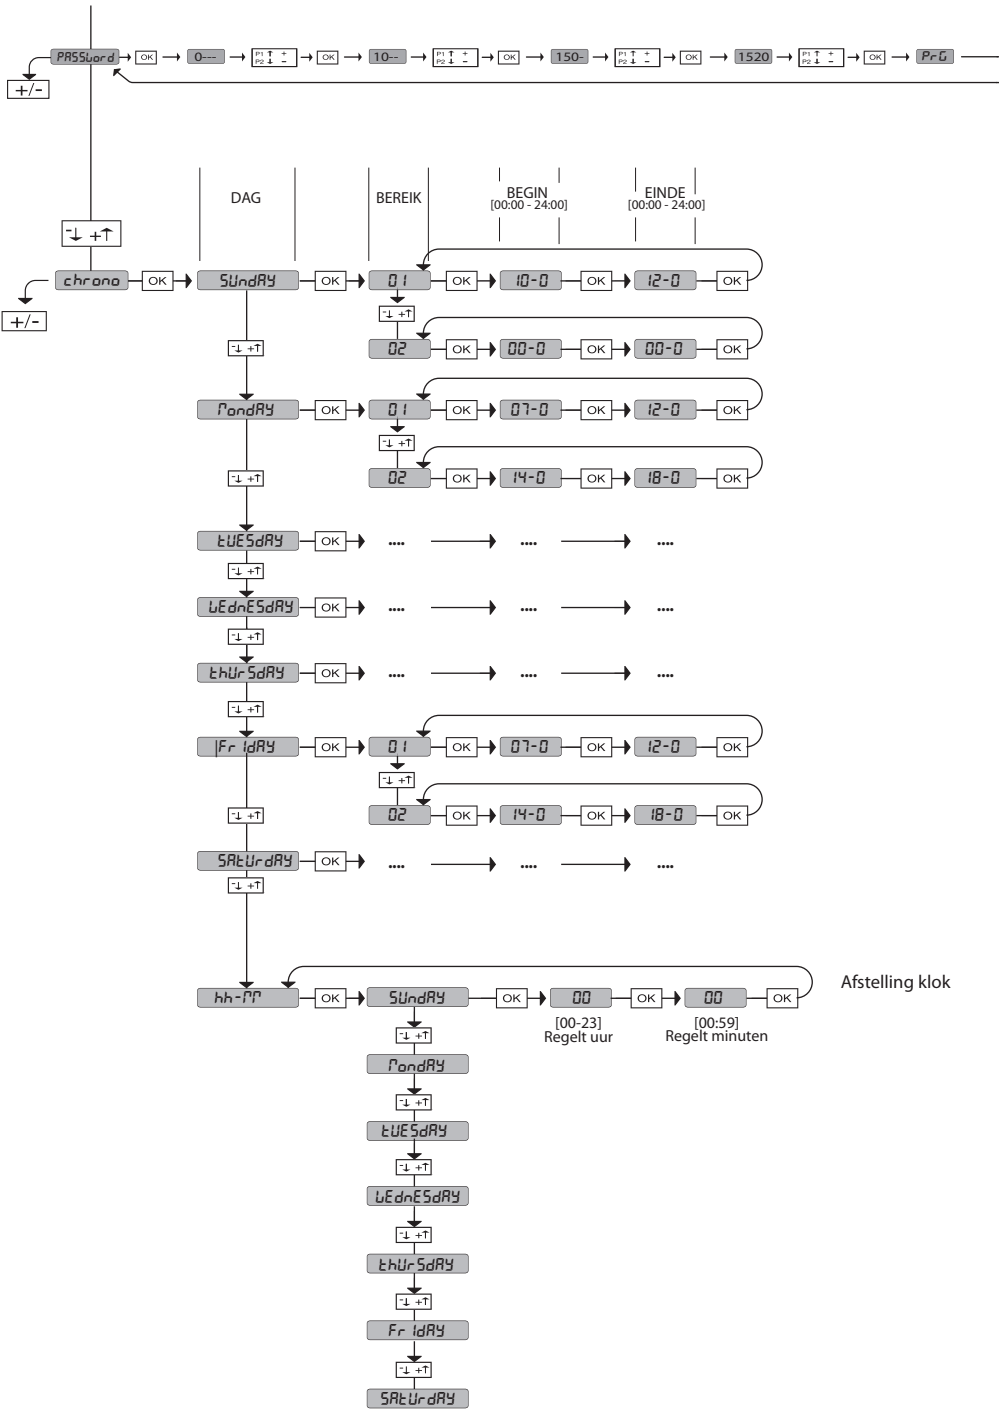 PASSWord OK 0--- P1 ↑ + P2 ↓ - OK 10-- P1 ↑ + P2 ↓ - OK 150- P1 ↑ + P2 ↓ - OK 1520 P1 ↑ + P2 ↓ - OK PrG
+/-
DAG BEREIK BEGIN EINDE
[00:00 - 24:00] [00:00 - 24:00]
-↓ +↑
chrono OK SUndAY OK 01 OK 10-0 OK 12-0 OK
+/-
-↓ +↑
-↓ +↑ 02 OK 00-0 OK 00-0 OK
MondAY OK 01 OK 07-0 OK 12-0 OK
-↓ +↑
-↓ +↑ 02 OK 14-0 OK 18-0 OK
tUESdAY OK .... .... ....
-↓ +↑
WEdnESdAY OK .... .... ....
-↓ +↑
thUrSdAY OK .... .... ....
-↓ +↑
FrIdAY OK 01 OK 07-0 OK 12-0 OK
-↓ +↑
-↓ +↑ 02 OK 14-0 OK 18-0 OK
SAtUrdAY OK .... .... ....
-↓ +↑
Afstelling klok
hh-MM OK SUndAY OK 00 OK 00 OK
[00-23] [00:59]
Regelt uur Regelt minuten
-↓ +↑
MondAY
-↓ +↑
tUESdAY
-↓ +↑
WEdnESdAY
-↓ +↑
thUrSdAY
-↓ +↑
FrIdAY
-↓ +↑
SAtUrdAY